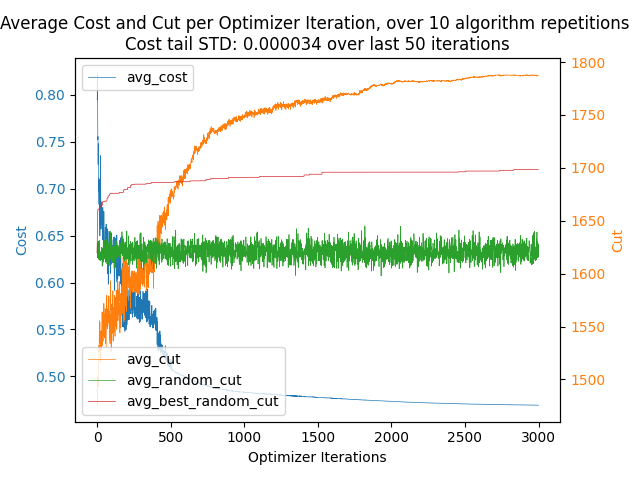 Average Cost and Cut per Optimizer Iteration, over 10 algorithm repetitions
Cost tail STD: 0.000034 over last 50 iterations
avg_cost
0.80
0.75
0.70
0.65
0.60
0.55
0.50
Cost
1800
1750
1700
1650
1600
1550
1500
Cut
avg_cut
avg_random_cut
avg_best_random_cut
0
500
1000
1500
2000
2500
3000
Optimizer Iterations